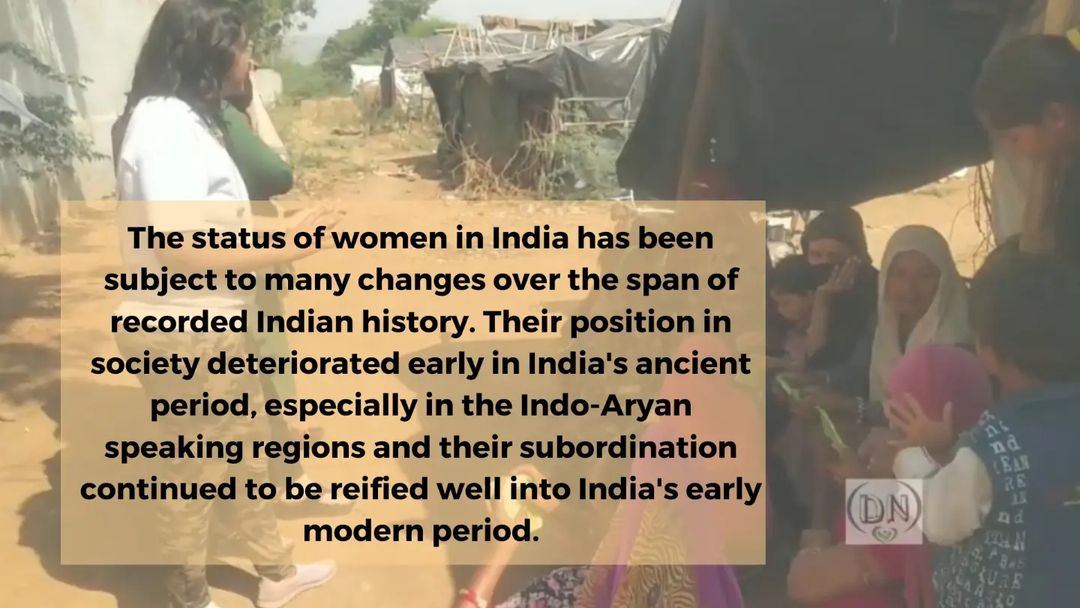 The status of women in India has been
subject to many changes over the span of
recorded Indian history. Their position in
society deteriorated early in India's ancient
period, especially in the Indo-Aryan
speaking regions and their subordination
continued to be reified well into India's early
modern period.
DN